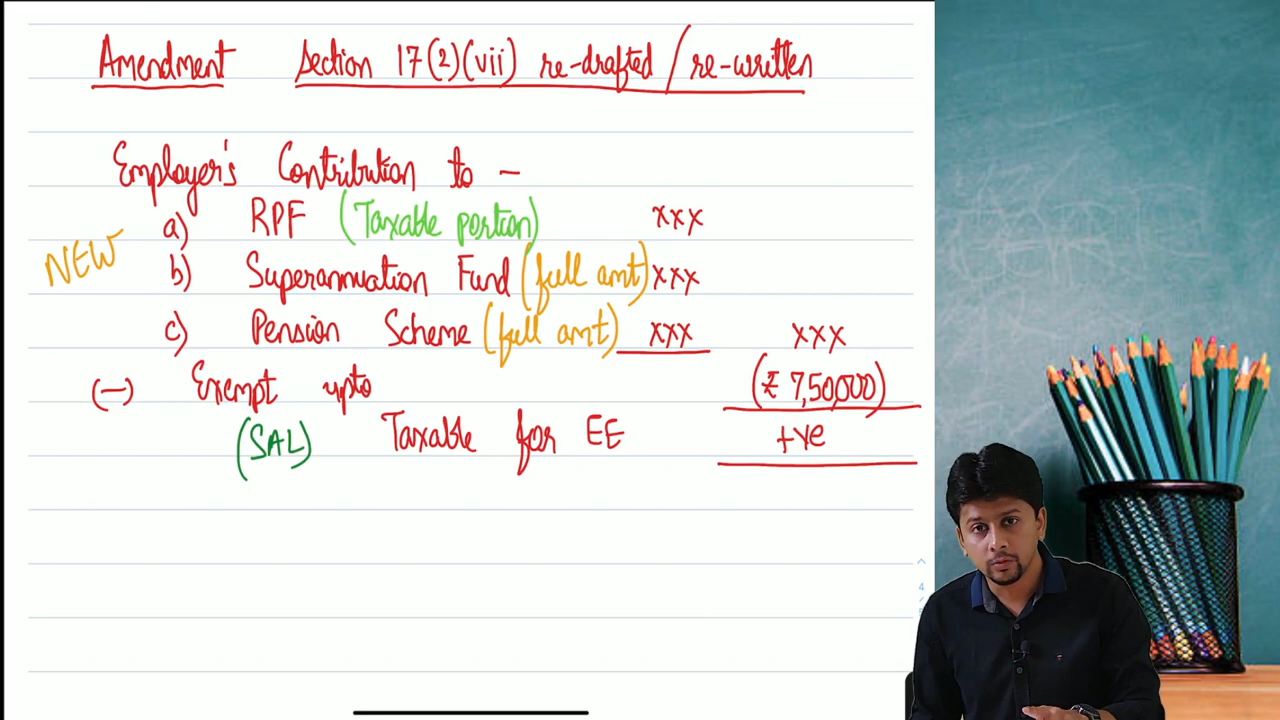 Amendment Section 17(2)(vii) re-drafted / re-written
Employer's Contribution to -
a) RPF (Taxable portion) xxx
NEW b) Superannuation Fund (full amt) xxx
c) Pension Scheme (full amt) xxx xxx
(-) Exempt upto (₹ 7,50,000)
(SAL) Taxable for EE +ve